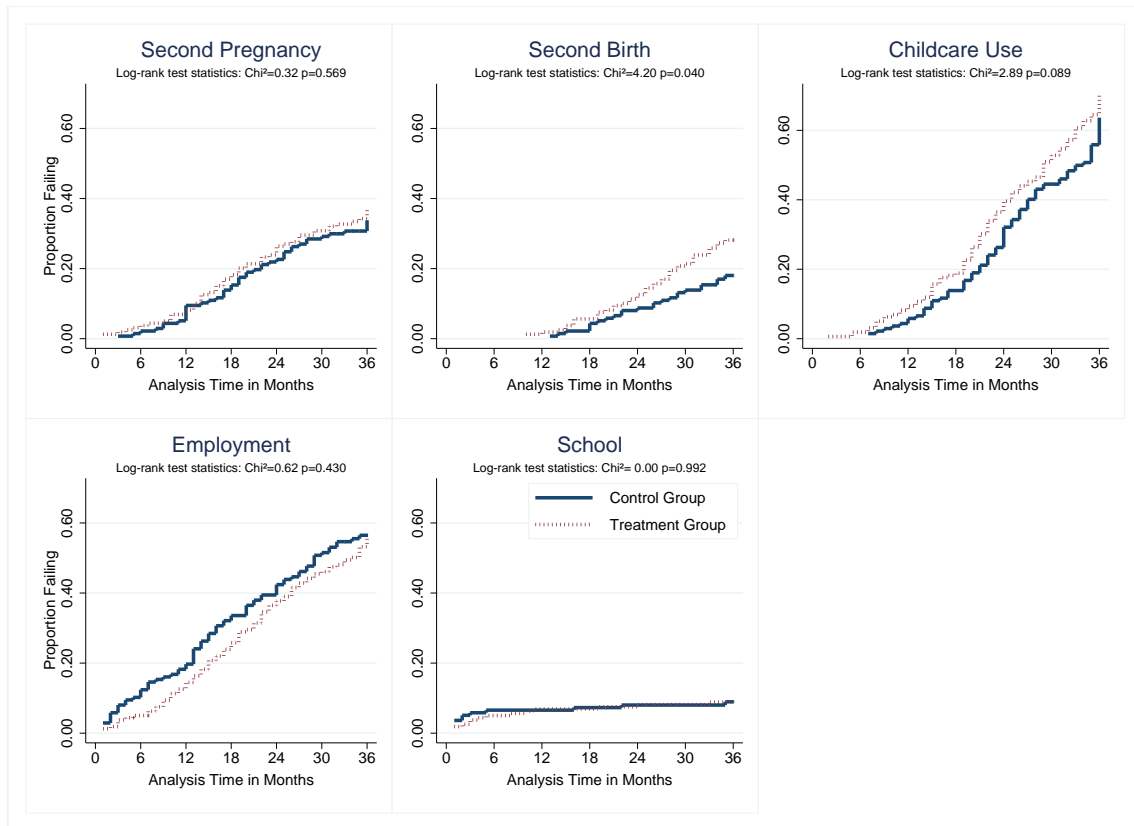 Second Pregnancy
Log-rank test statistics: Chi²=0.32 p=0.569
Proportion Failing
0.60
0.40
0.20
0.00
0 6 12 18 24 30 36
Analysis Time in Months
Second Birth
Log-rank test statistics: Chi²=4.20 p=0.040
0.60
0.40
0.20
0.00
0 6 12 18 24 30 36
Analysis Time in Months
Childcare Use
Log-rank test statistics: Chi²=2.89 p=0.089
0.60
0.40
0.20
0.00
0 6 12 18 24 30 36
Analysis Time in Months
Employment
Log-rank test statistics: Chi²=0.62 p=0.430
Proportion Failing
0.60
0.40
0.20
0.00
0 6 12 18 24 30 36
Analysis Time in Months
School
Log-rank test statistics: Chi²= 0.00 p=0.992
Control Group
Treatment Group
0.60
0.40
0.20
0.00
0 6 12 18 24 30 36
Analysis Time in Months